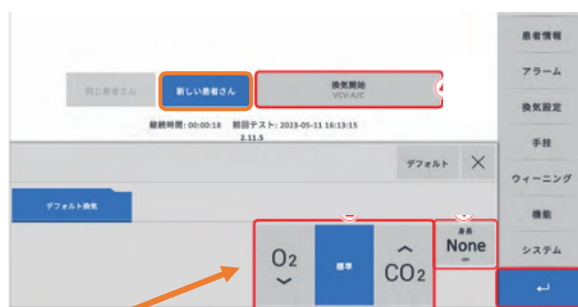 患者情報
アラーム
換気設定
手技
ウィーニング
機能
システム
同じ患者さん
新しい患者さん
換気開始
VCV-A/C
継続時間: 00:00:18 前回テスト: 2023-05-11 16:13:15
2.11.5
デフォルト ×
デフォルト換気
O2
標準
CO2
身長
None
cm